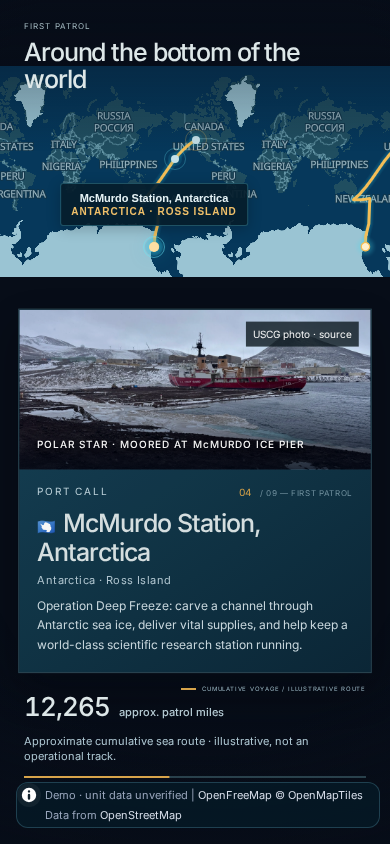 FIRST PATROL
Around the bottom of the
world
RUSSIA
РОССИЯ
RUSSIA
РОССИЯ
DA
CANADA
STATES
ITALY
UNITED STATES
ITALY
U
NIGERIA
PHILIPPINES
NIGERIA
PHILIPPINES
PERU
PERU
RGENTINA
NA
NEW ZEALAN
McMurdo Station, Antarctica
ANTARCTICA · ROSS ISLAND
USCG photo · source
POLAR STAR · MOORED AT McMURDO ICE PIER
PORT CALL
04 / 09 — FIRST PATROL
🇦🇶 McMurdo Station,
Antarctica
Antarctica · Ross Island
Operation Deep Freeze: carve a channel through
Antarctic sea ice, deliver vital supplies, and help keep a
world-class scientific research station running.
CUMULATIVE VOYAGE / ILLUSTRATIVE ROUTE
12,265 approx. patrol miles
Approximate cumulative sea route · illustrative, not an
operational track.
Demo · unit data unverified | OpenFreeMap © OpenMapTiles
Data from OpenStreetMap